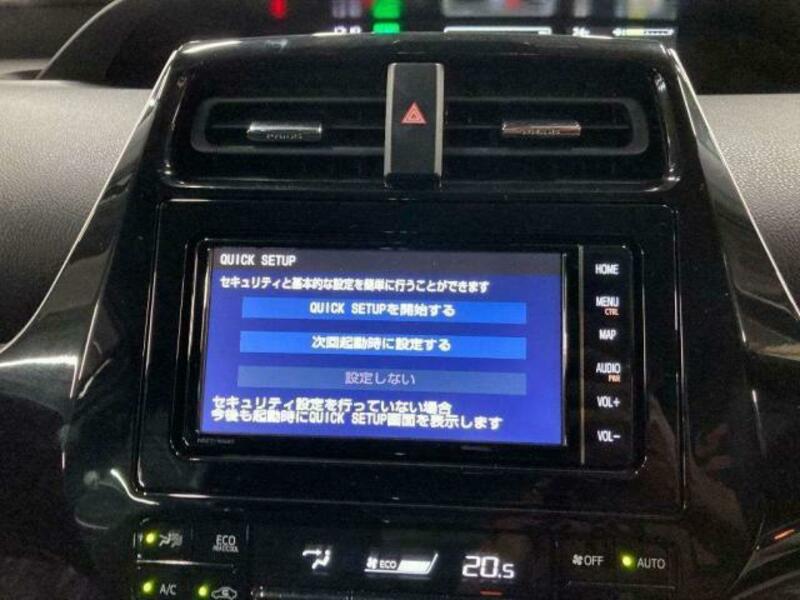 QUICK SETUP
セキュリティと基本的な設定を簡単に行うことができます
QUICK SETUPを開始する
次回起動時に設定する
設定しない
セキュリティ設定を行っていない場合
今後も起動時にQUICK SETUP画面を表示します
HOME
MENU
CTRL
MAP
AUDIO
PWR
VOL+
VOL-
ECO
A/C
ECO
20.5
OFF
AUTO